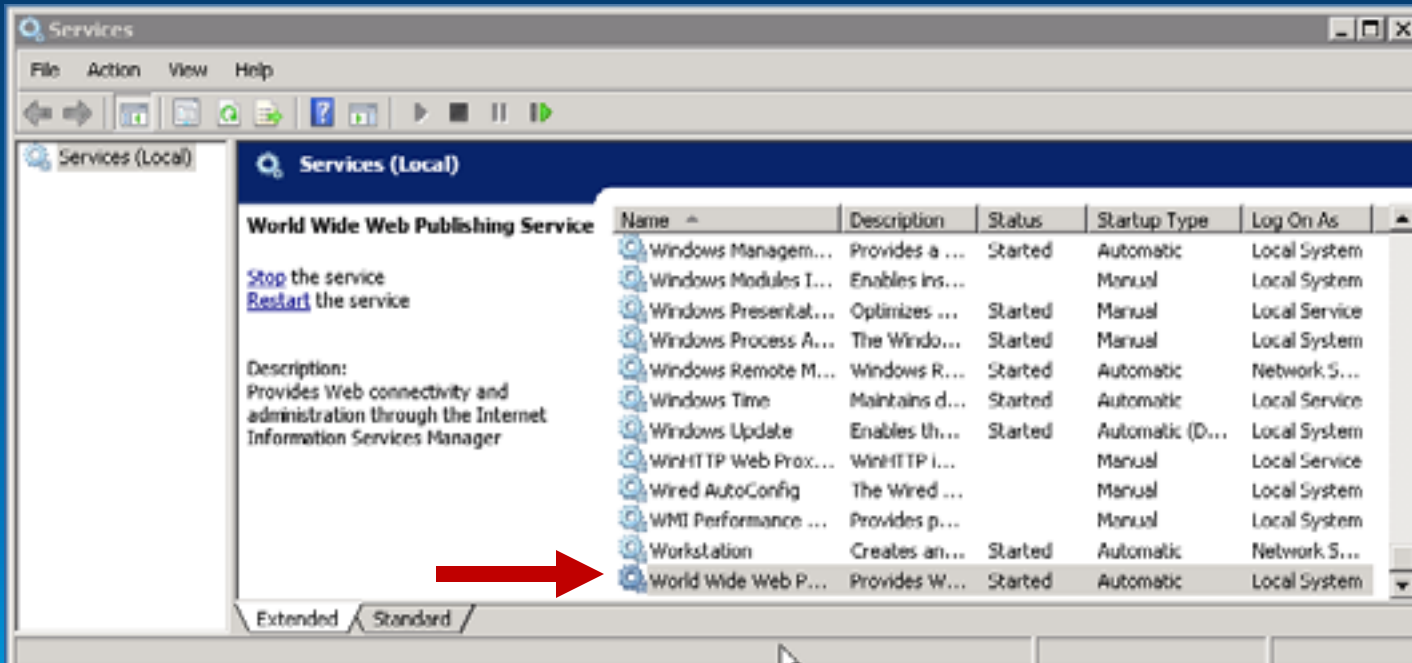 Services
File Action View Help
Services (Local)
Services (Local)
World Wide Web Publishing Service
Stop the service
Restart the service
Description:
Provides Web connectivity and
administration through the Internet
Information Services Manager
Name Description Status Startup Type Log On As
Windows Managem... Provides a ... Started Automatic Local System
Windows Modules I... Enables ins... Manual Local System
Windows Presentat... Optimizes ... Started Manual Local Service
Windows Process A... The Windo... Started Manual Local System
Windows Remote M... Windows R... Started Automatic Network S...
Windows Time Maintains d... Started Automatic Local Service
Windows Update Enables th... Started Automatic (D... Local System
WinHTTP Web Prox... WinHTTP i... Manual Local Service
Wired AutoConfig The Wired ... Manual Local System
WMI Performance ... Provides p... Manual Local System
Workstation Creates an... Started Automatic Network S...
World Wide Web P... Provides W... Started Automatic Local System
Extended Standard